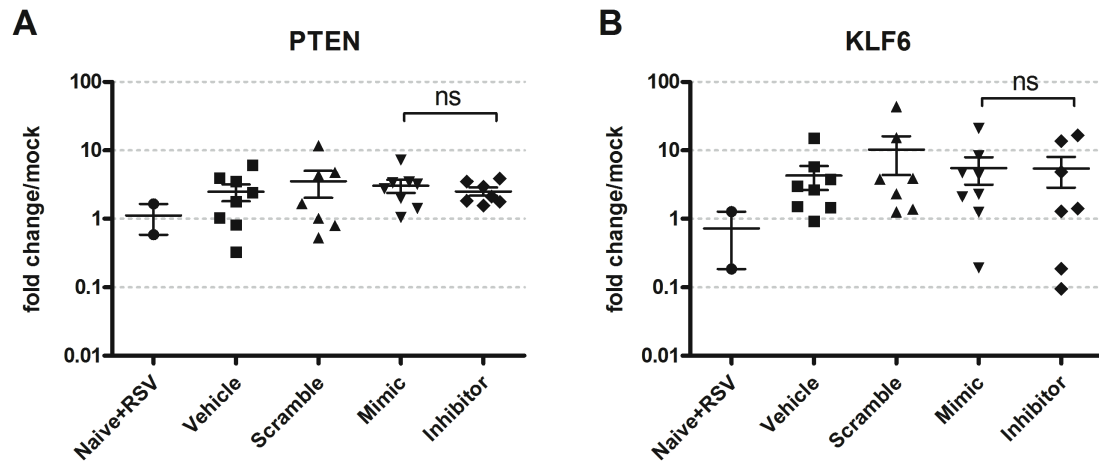 A
PTEN
fold change/mock
100
10
1
0.1
0.01
ns
Naive+RSV
Vehicle
Scramble
Mimic
Inhibitor
B
KLF6
fold change/mock
100
10
1
0.1
0.01
ns
Naive+RSV
Vehicle
Scramble
Mimic
Inhibitor